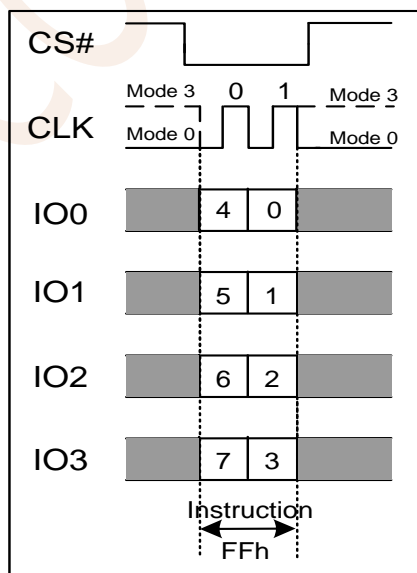 CS#
Mode 3 0 1 Mode 3
CLK
Mode 0 Mode 0
IO0 4 0
IO1 5 1
IO2 6 2
IO3 7 3
Instruction
FFh